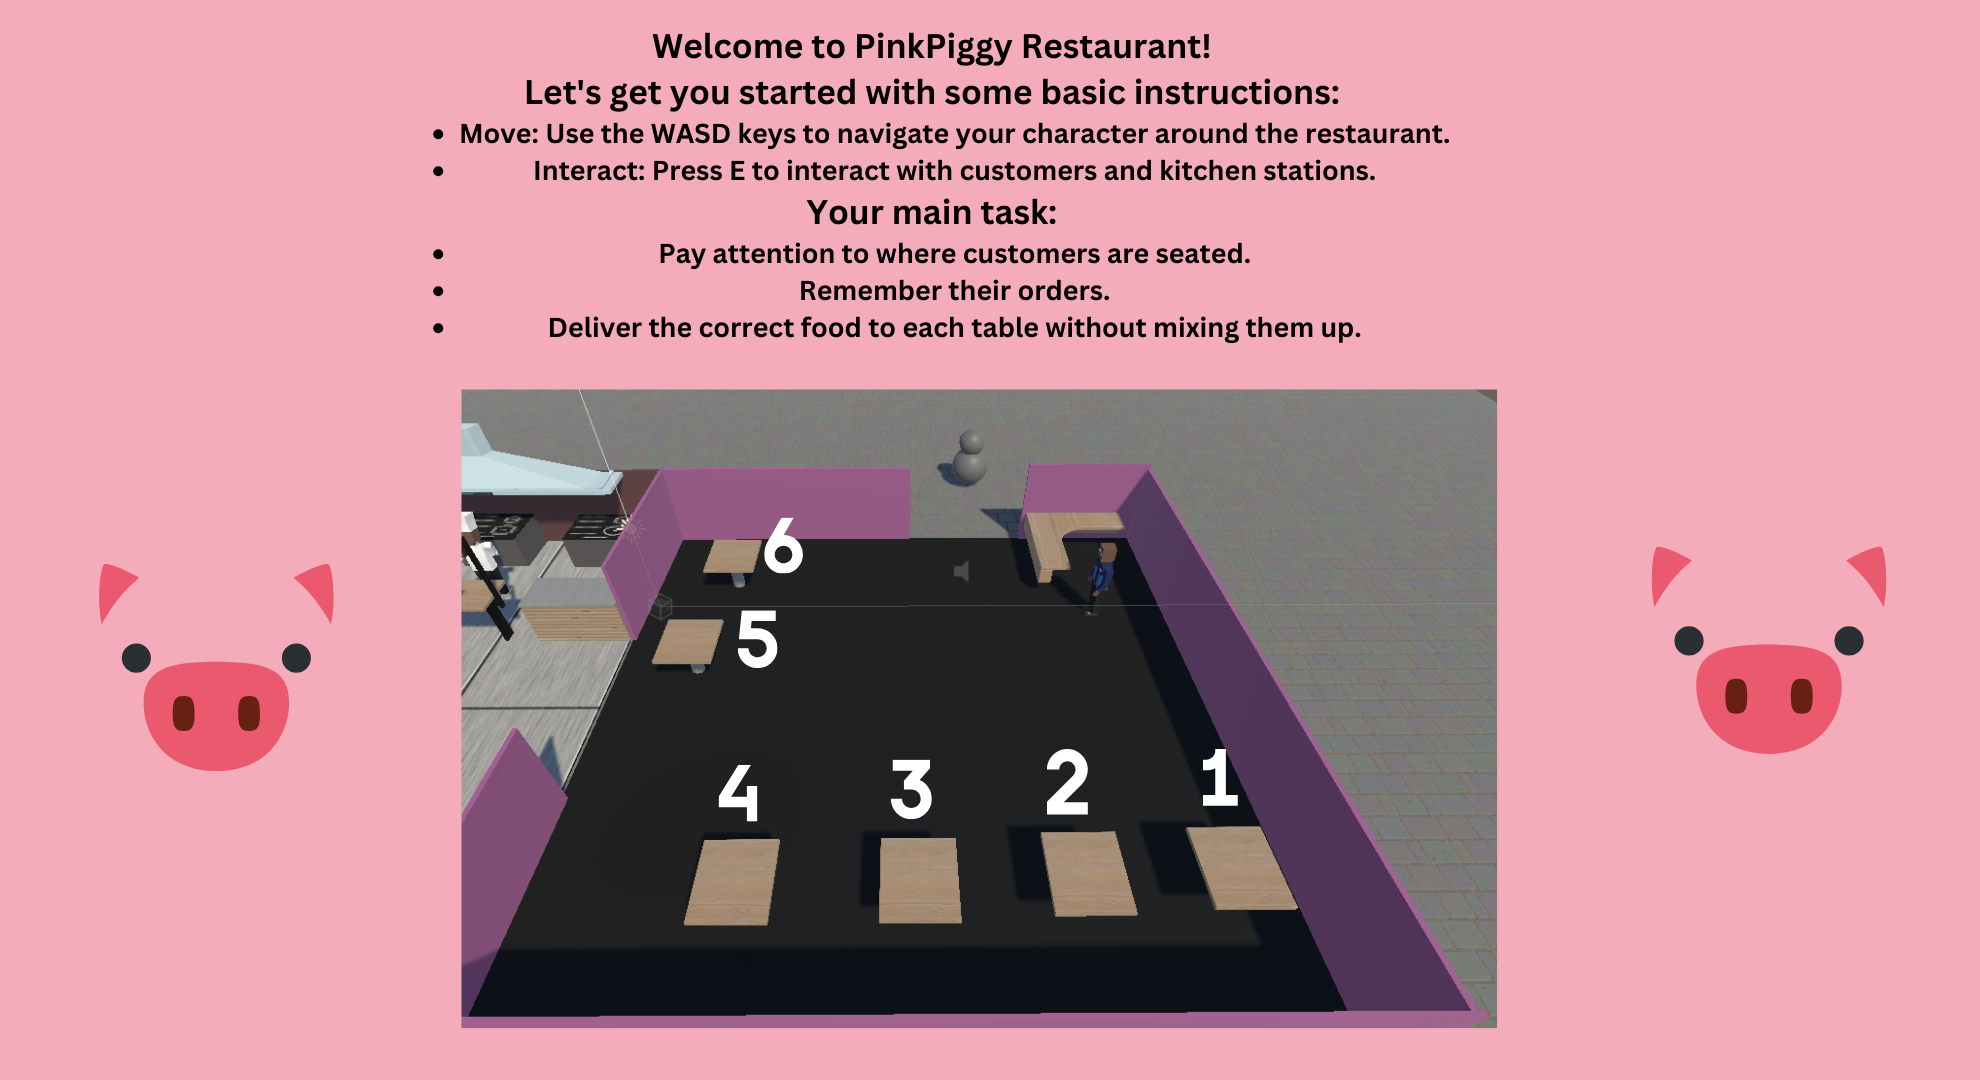 Welcome to PinkPiggy Restaurant!
Let's get you started with some basic instructions:
• Move: Use the WASD keys to navigate your character around the restaurant.
• Interact: Press E to interact with customers and kitchen stations.
Your main task:
• Pay attention to where customers are seated.
• Remember their orders.
• Deliver the correct food to each table without mixing them up.
6
5
4 3 2 1